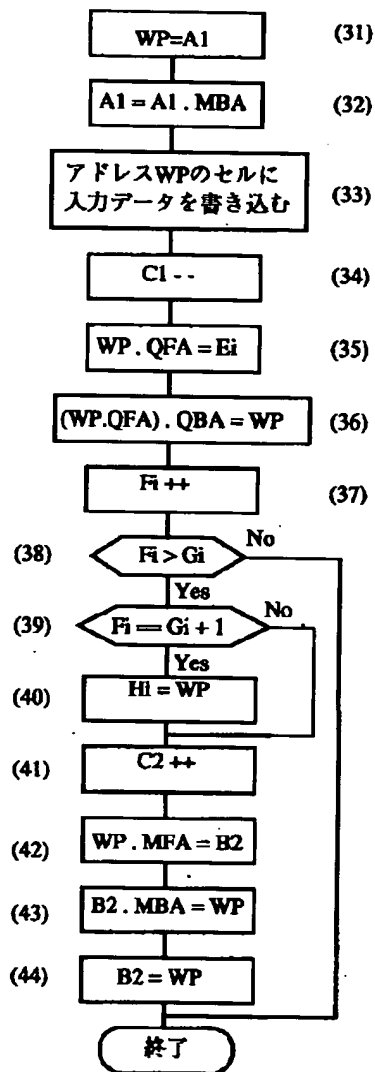 WP=A1 (31)
A1 = A1 . MBA (32)
アドレスWPのセルに
入力データを書き込む (33)
C1 - - (34)
WP . QFA = Ei (35)
(WP.QFA) . QBA = WP (36)
Fi ++ (37)
(38) Fi > Gi No
Yes
(39) Fi == Gi + 1 No
Yes
(40) Hi = WP
(41) C2 ++
(42) WP . MFA = B2
(43) B2 . MBA = WP
(44) B2 = WP
終了